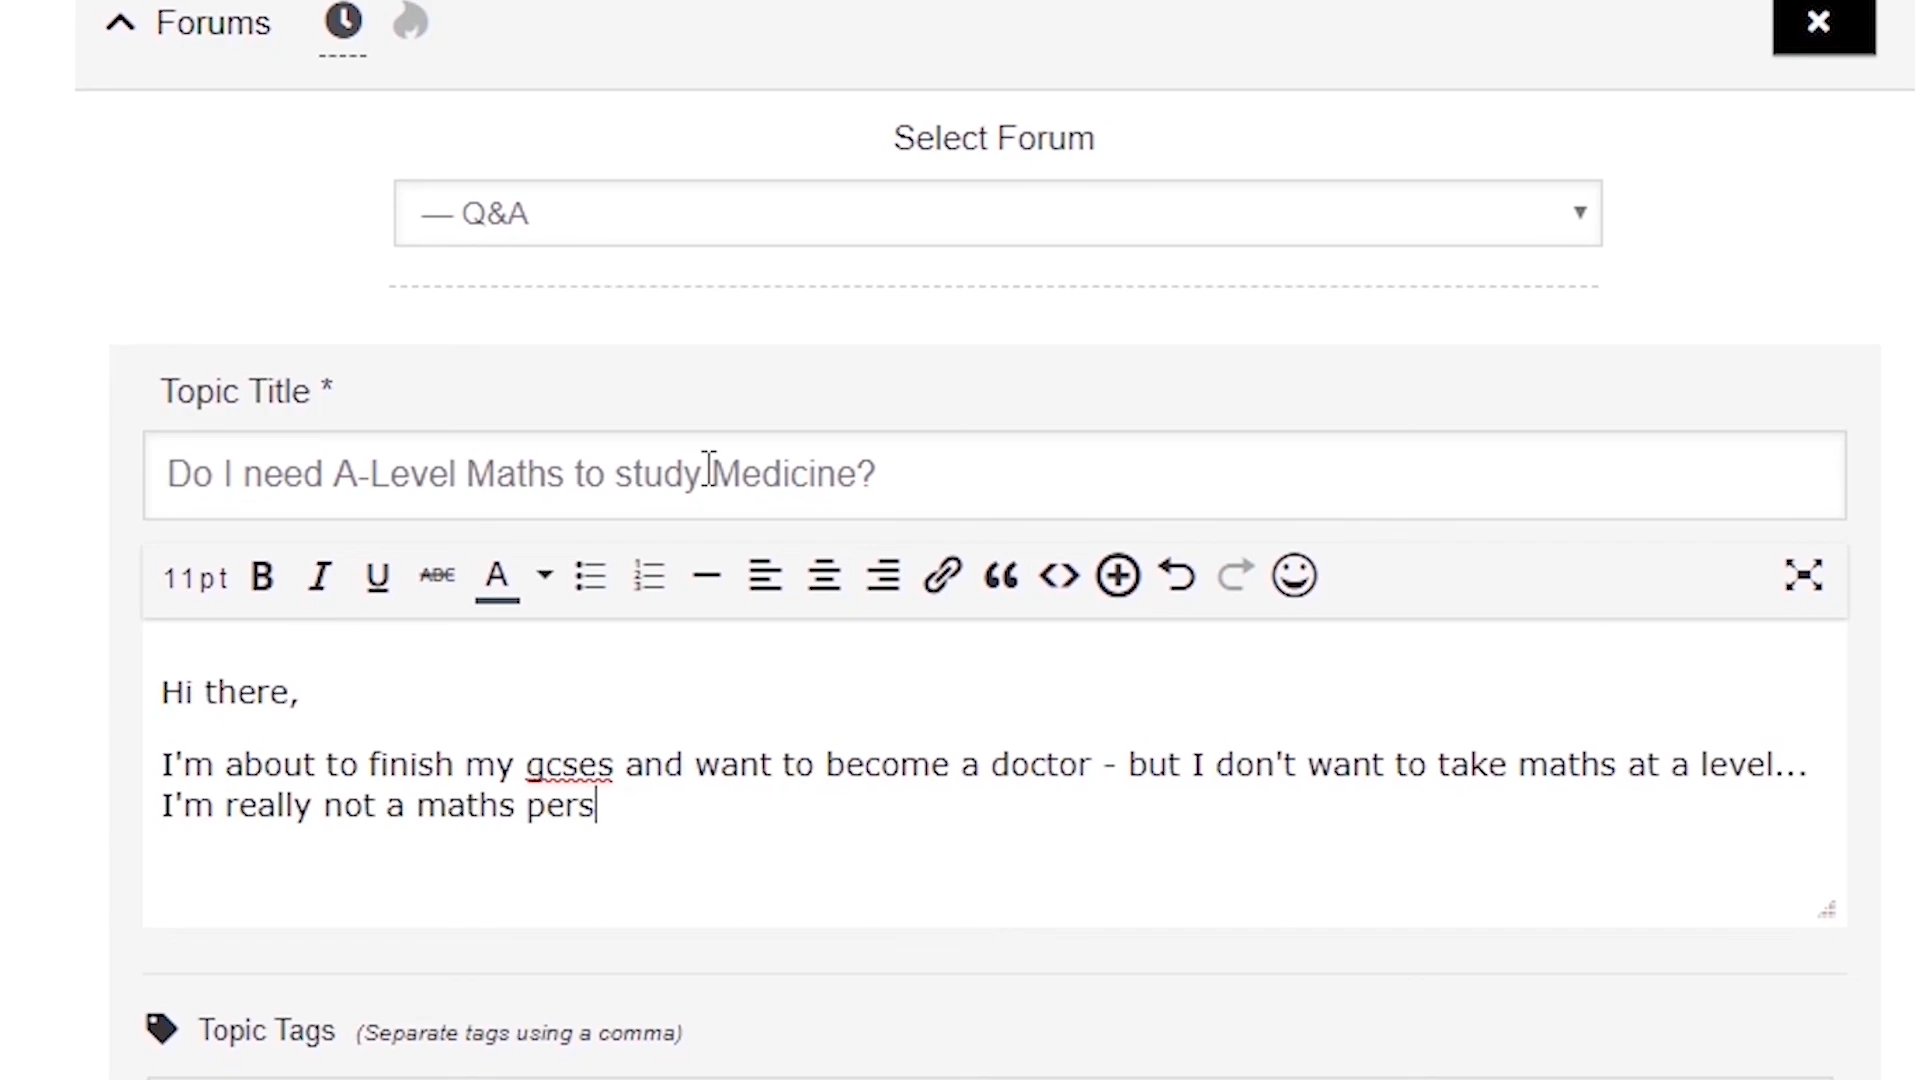 Forums
Select Forum
— Q&A
Topic Title *
Do I need A-Level Maths to study Medicine?
11pt B I U ABC A
Hi there,
I'm about to finish my gcses and want to become a doctor - but I don't want to take maths at a level...
I'm really not a maths pers
Topic Tags (Separate tags using a comma)